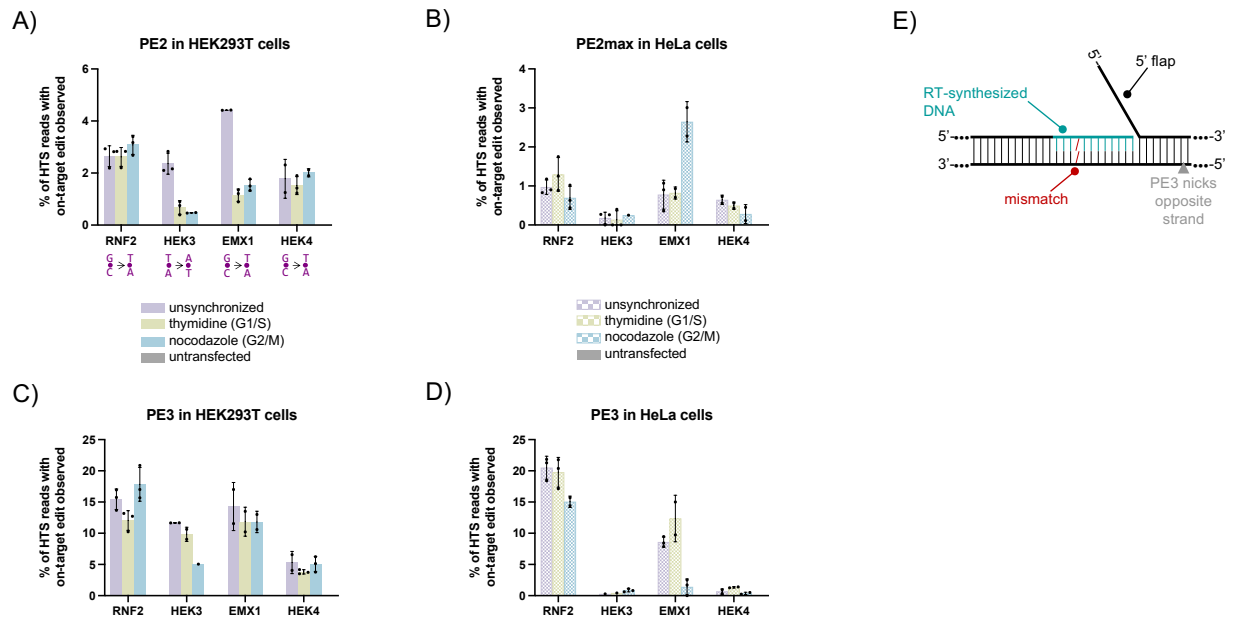 A)
PE2 in HEK293T cells
% of HTS reads with
on-target edit observed
6
4
2
0
RNF2
HEK3
EMX1
HEK4
G T
C A
T A
A T
G T
C A
G T
C A
unsynchronized
thymidine (G1/S)
nocodazole (G2/M)
untransfected
B)
PE2max in HeLa cells
% of HTS reads with
on-target edit observed
4
3
2
1
0
RNF2
HEK3
EMX1
HEK4
unsynchronized
thymidine (G1/S)
nocodazole (G2/M)
untransfected
E)
5'
5' flap
RT-synthesized
DNA
5'
-3'
3'
-5'
mismatch
PE3 nicks
opposite
strand
C)
PE3 in HEK293T cells
% of HTS reads with
on-target edit observed
25
20
15
10
5
0
RNF2
HEK3
EMX1
HEK4
D)
PE3 in HeLa cells
% of HTS reads with
on-target edit observed
25
20
15
10
5
0
RNF2
HEK3
EMX1
HEK4